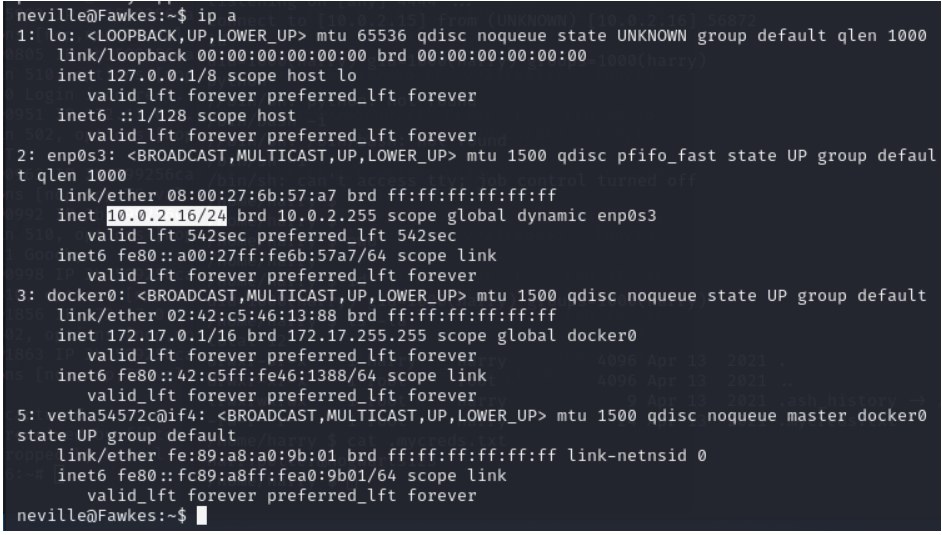 neville@Fawkes:~$ ip a
1: lo: <LOOPBACK,UP,LOWER_UP> mtu 65536 qdisc noqueue state UNKNOWN group default qlen 1000
link/loopback 00:00:00:00:00:00 brd 00:00:00:00:00:00
inet 127.0.0.1/8 scope host lo
valid_lft forever preferred_lft forever
inet6 ::1/128 scope host
valid_lft forever preferred_lft forever
2: enp0s3: <BROADCAST,MULTICAST,UP,LOWER_UP> mtu 1500 qdisc pfifo_fast state UP group defaul
t qlen 1000
link/ether 08:00:27:6b:57:a7 brd ff:ff:ff:ff:ff:ff
inet 10.0.2.16/24 brd 10.0.2.255 scope global dynamic enp0s3
valid_lft 542sec preferred_lft 542sec
inet6 fe80::a00:27ff:fe6b:57a7/64 scope link
valid_lft forever preferred_lft forever
3: docker0: <BROADCAST,MULTICAST,UP,LOWER_UP> mtu 1500 qdisc noqueue state UP group default
link/ether 02:42:c5:46:13:88 brd ff:ff:ff:ff:ff:ff
inet 172.17.0.1/16 brd 172.17.255.255 scope global docker0
valid_lft forever preferred_lft forever
inet6 fe80::42:c5ff:fe46:1388/64 scope link
valid_lft forever preferred_lft forever
5: vetha54572c@if4: <BROADCAST,MULTICAST,UP,LOWER_UP> mtu 1500 qdisc noqueue master docker0
state UP group default
link/ether fe:89:a8:a0:9b:01 brd ff:ff:ff:ff:ff:ff link-netnsid 0
inet6 fe80::fc89:a8ff:fea0:9b01/64 scope link
valid_lft forever preferred_lft forever
neville@Fawkes:~$